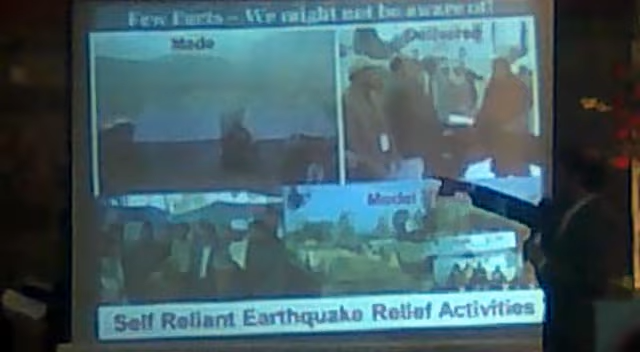 Few Facts - We might not be aware of!
Made
Delivered
Model
Self Reliant Earthquake Relief Activities